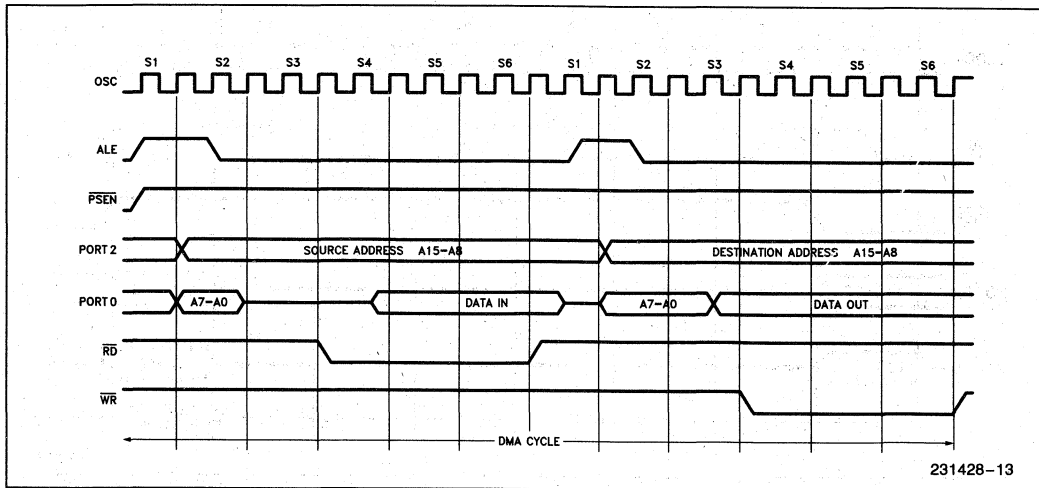 S1 S2 S3 S4 S5 S6 S1 S2 S3 S4 S5 S6
OSC
ALE
PSEN
PORT 2 SOURCE ADDRESS A15-A8 DESTINATION ADDRESS A15-A8
PORT 0 A7-A0 DATA IN A7-A0 DATA OUT
RD
WR
DMA CYCLE
231428-13